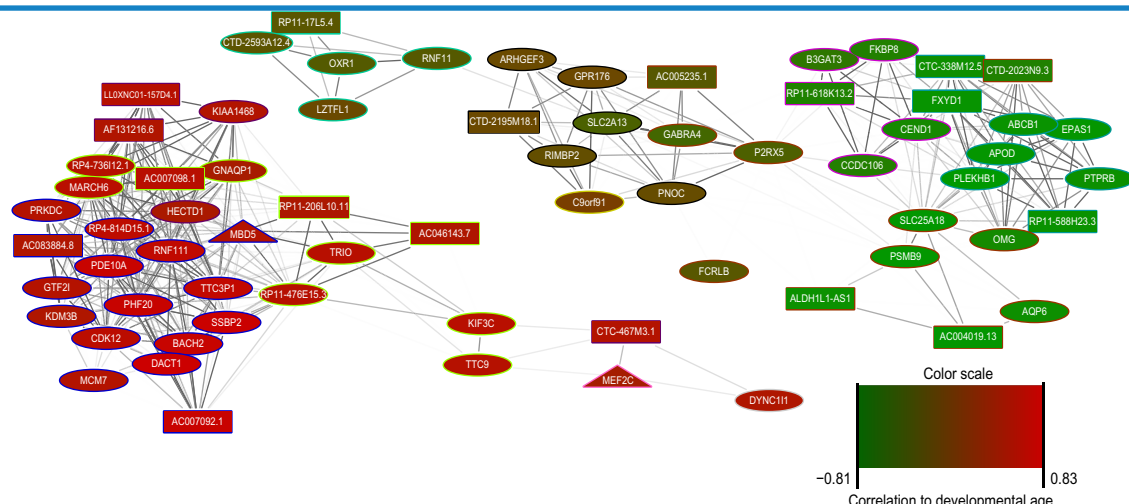 RP11-17L5.4
CTD-2593A12.4
OXR1
RNF11
LZTFL1
ARHGEF3
GPR176
AC005235.1
CTD-2195M18.1
SLC2A13
GABRA4
RIMBP2
P2RX5
PNOC
C9orf91
B3GAT3
FKBP8
CTC-338M12.5
CTD-2023N9.3
RP11-618K13.2
FXYD1
CEND1
ABCB1
EPAS1
CCDC106
APOD
PLEKHB1
PTPRB
SLC25A18
RP11-588H23.3
OMG
PSMB9
FCRLB
ALDH1L1-AS1
AQP6
AC004019.13
LL0XNC01-157D4.1
KIAA1468
AF131216.6
RP4-736I12.1
GNAQP1
AC007098.1
MARCH6
PRKDC
HECTD1
RP11-206L10.11
RP4-814D15.1
MBD5
AC046143.7
AC083884.8
RNF111
TRIO
PDE10A
GTF2I
TTC3P1
RP11-476E15.3
PHF20
KDM3B
SSBP2
KIF3C
CDK12
BACH2
CTC-467M3.1
DACT1
TTC9
MCM7
MEF2C
DYNC1I1
AC007092.1
Color scale
−0.81
0.83
Correlation to developmental age